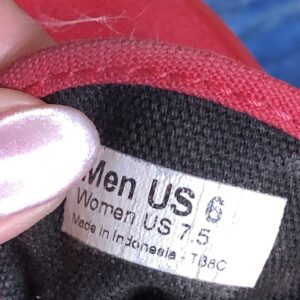 Men US 6
Women US 7.5
Made in Indonesia - TB8C